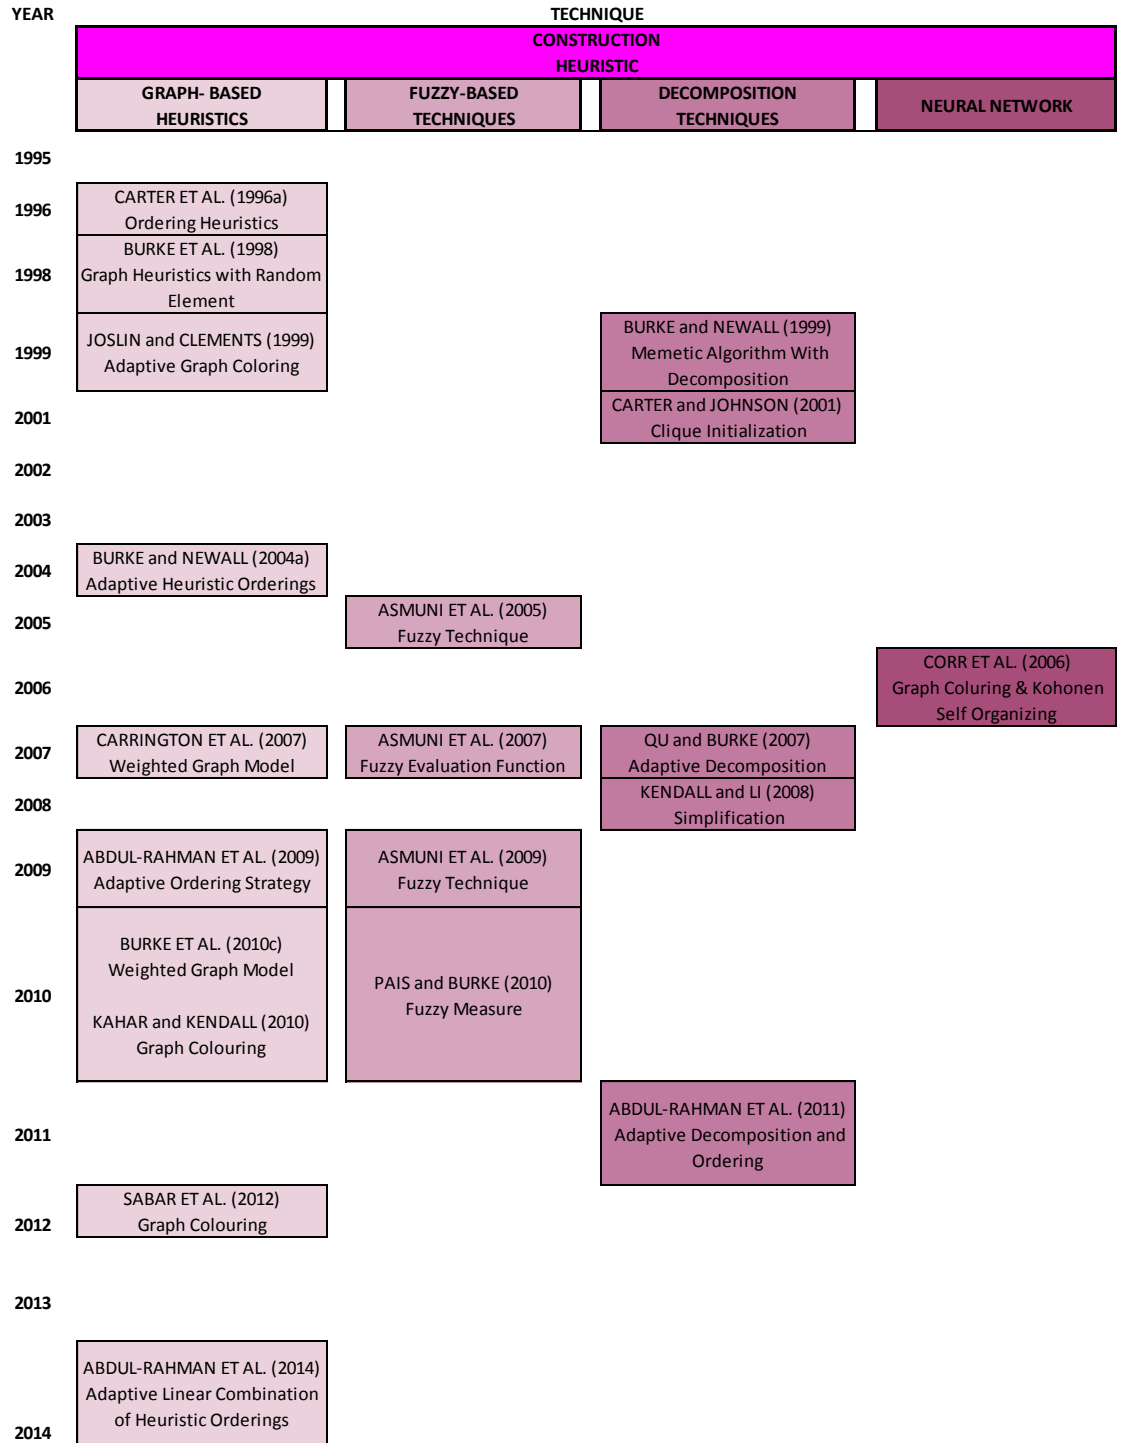 YEAR
TECHNIQUE
CONSTRUCTION
HEURISTIC
GRAPH- BASED
HEURISTICS
FUZZY-BASED
TECHNIQUES
DECOMPOSITION
TECHNIQUES
NEURAL NETWORK
1995
1996
CARTER ET AL. (1996a)
Ordering Heuristics
1998
BURKE ET AL. (1998)
Graph Heuristics with Random
Element
1999
JOSLIN and CLEMENTS (1999)
Adaptive Graph Coloring
BURKE and NEWALL (1999)
Memetic Algorithm With
Decomposition
2001
CARTER and JOHNSON (2001)
Clique Initialization
2002
2003
2004
BURKE and NEWALL (2004a)
Adaptive Heuristic Orderings
2005
ASMUNI ET AL. (2005)
Fuzzy Technique
2006
CORR ET AL. (2006)
Graph Coluring & Kohonen
Self Organizing
2007
CARRINGTON ET AL. (2007)
Weighted Graph Model
ASMUNI ET AL. (2007)
Fuzzy Evaluation Function
QU and BURKE (2007)
Adaptive Decomposition
2008
KENDALL and LI (2008)
Simplification
2009
ABDUL-RAHMAN ET AL. (2009)
Adaptive Ordering Strategy
ASMUNI ET AL. (2009)
Fuzzy Technique
2010
BURKE ET AL. (2010c)
Weighted Graph Model
KAHAR and KENDALL (2010)
Graph Colouring
PAIS and BURKE (2010)
Fuzzy Measure
2011
ABDUL-RAHMAN ET AL. (2011)
Adaptive Decomposition and
Ordering
2012
SABAR ET AL. (2012)
Graph Colouring
2013
2014
ABDUL-RAHMAN ET AL. (2014)
Adaptive Linear Combination
of Heuristic Orderings